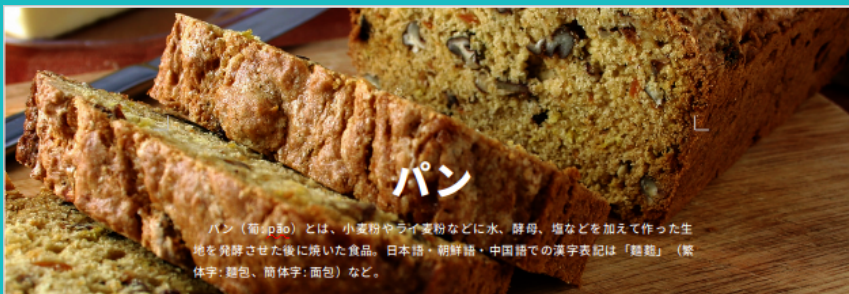 パン
パン（葡: pão）とは、小麦粉やライ麦粉などに水、酵母、塩などを加えて作った生
地を発酵させた後に焼いた食品。日本語・朝鮮語・中国語での漢字表記は「麵麭」（繁
体字: 麵包、簡体字: 面包）など。